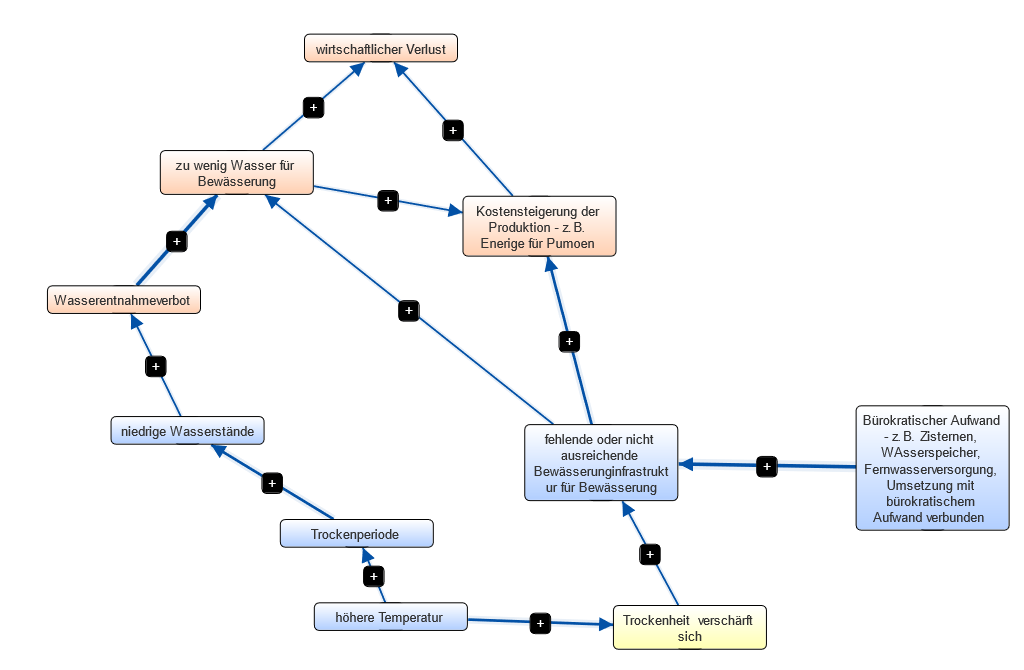 wirtschaftlicher Verlust
+
+
zu wenig Wasser für
Bewässerung
+
Kostensteigerung der
Produktion - z. B.
Enerige für Pumoen
+
Wasserentnahmeverbot
+
+
+
niedrige Wasserstände
fehlende oder nicht
ausreichende
Bewässerunginfrastrukt
ur für Bewässerung
+
Bürokratischer Aufwand
- z. B. Zisternen,
WAsserspeicher,
Fernwasserversorgung,
Umsetzung mit
bürokratischem
Aufwand verbunden
+
Trockenperiode
+
+
höhere Temperatur
+
Trockenheit verschärft
sich